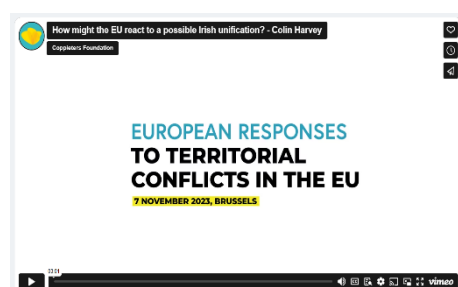 How might the EU react to a possible Irish unification? - Colin Harvey
Coppieters Foundation
EUROPEAN RESPONSES
TO TERRITORIAL
CONFLICTS IN THE EU
7 NOVEMBER 2023, BRUSSELS
vimeo